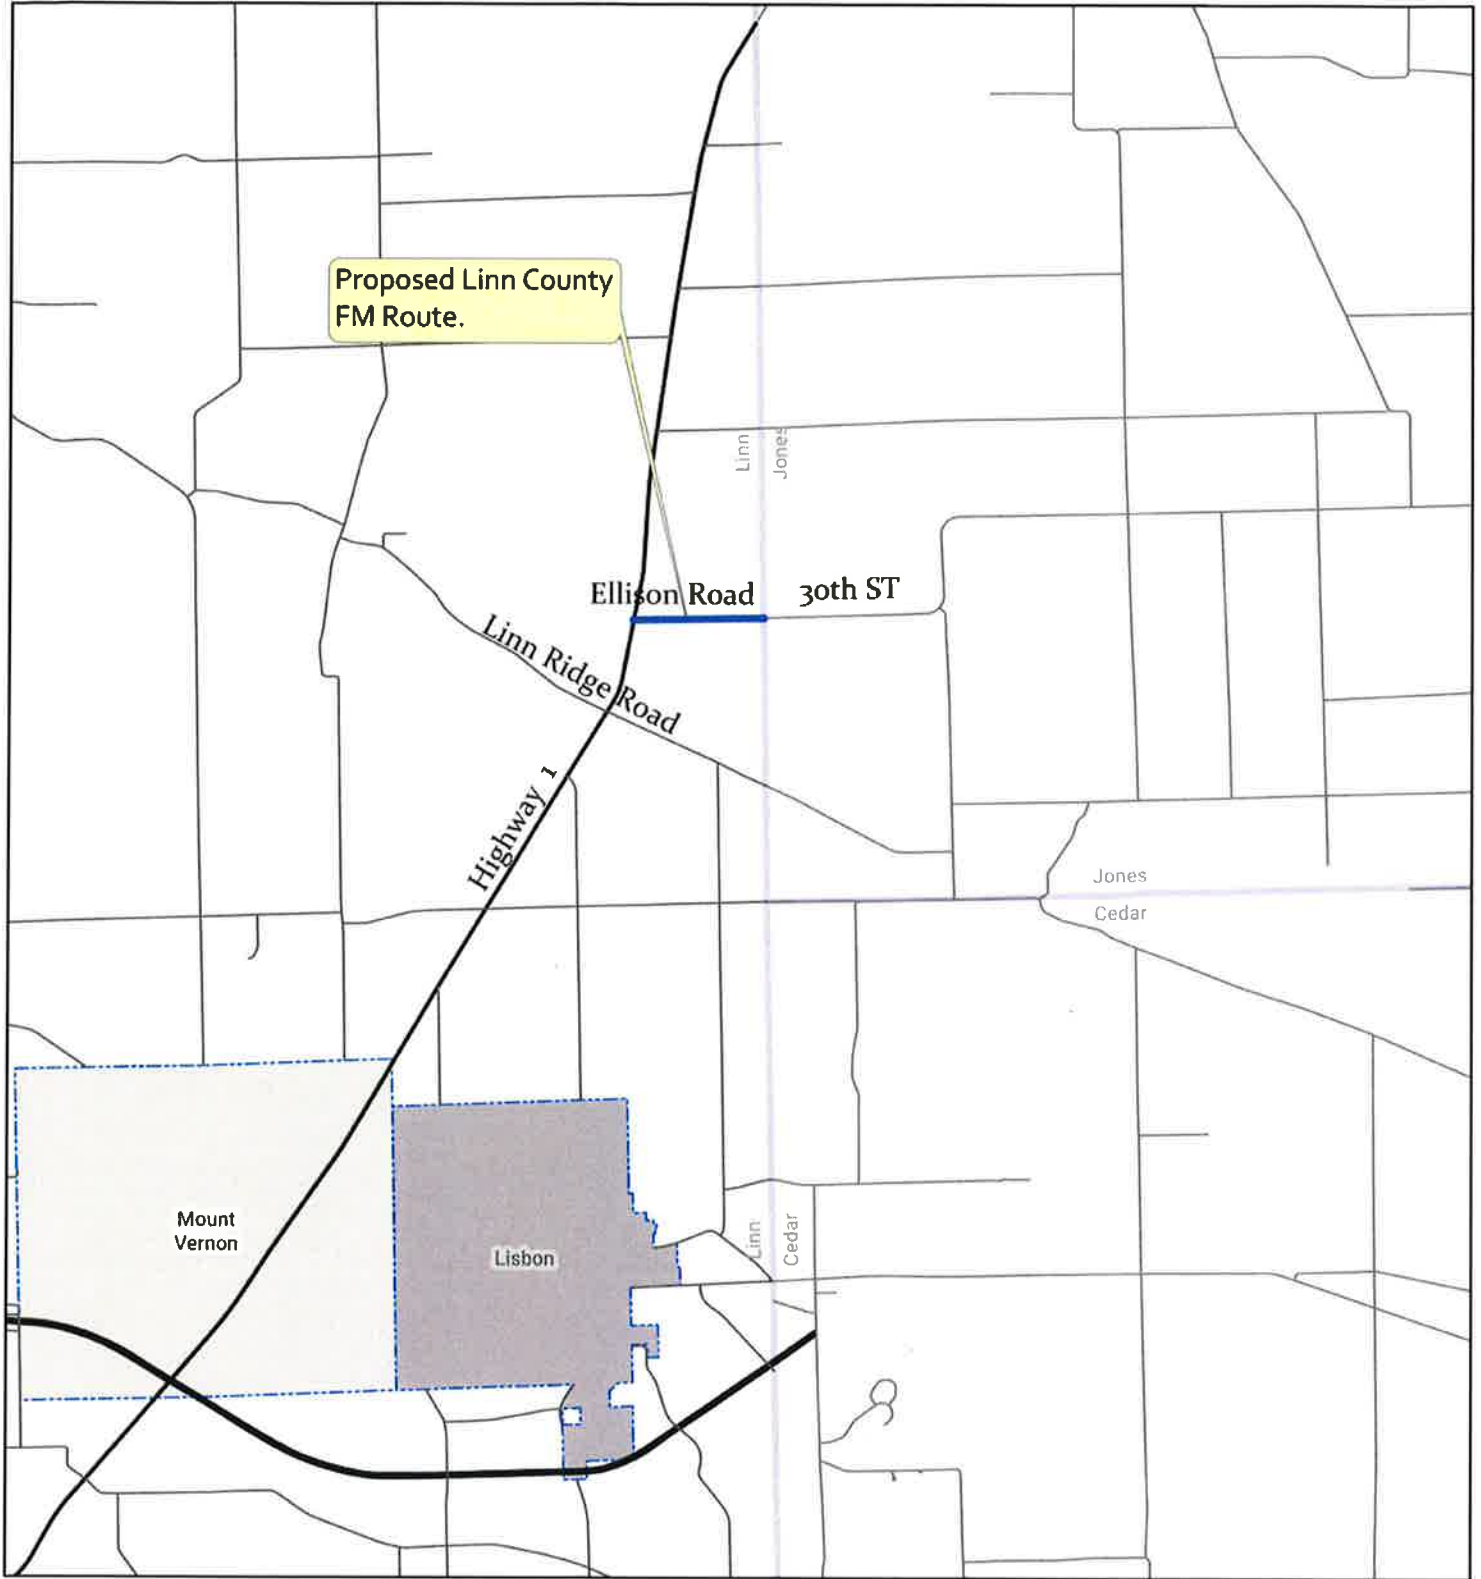 Proposed Linn County
FM Route.
Linn
Jones
Ellison Road
30th ST
Linn Ridge Road
Highway 1
Jones
Cedar
Mount
Vernon
Lisbon
Linn
Cedar